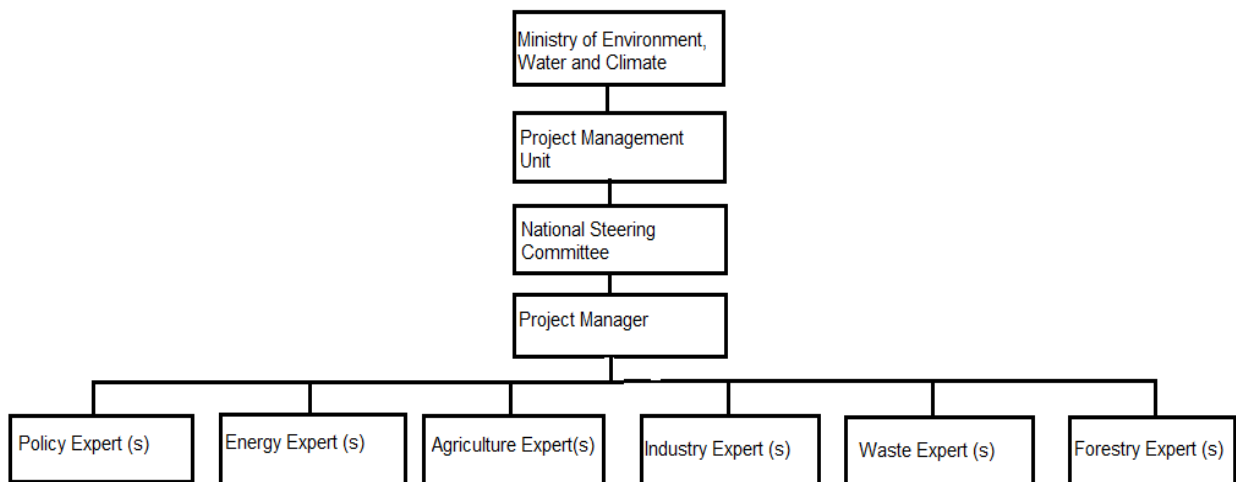 Ministry of Environment,
Water and Climate
Project Management
Unit
National Steering
Committee
Project Manager
Policy Expert (s)
Energy Expert (s)
Agriculture Expert(s)
Industry Expert (s)
Waste Expert (s)
Forestry Expert (s)